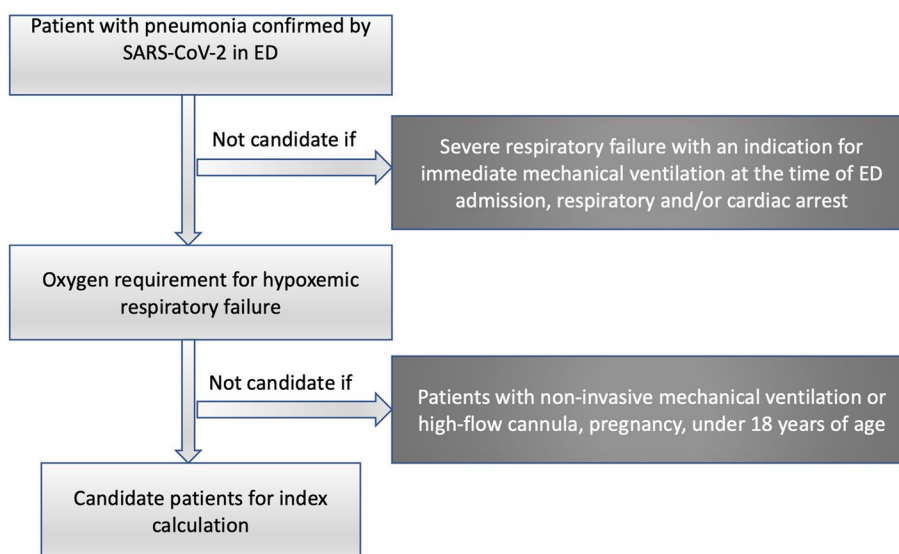 Patient with pneumonia confirmed by
SARS-CoV-2 in ED
Not candidate if
Severe respiratory failure with an indication for
immediate mechanical ventilation at the time of ED
admission, respiratory and/or cardiac arrest
Oxygen requirement for hypoxemic
respiratory failure
Not candidate if
Patients with non-invasive mechanical ventilation or
high-flow cannula, pregnancy, under 18 years of age
Candidate patients for index
calculation